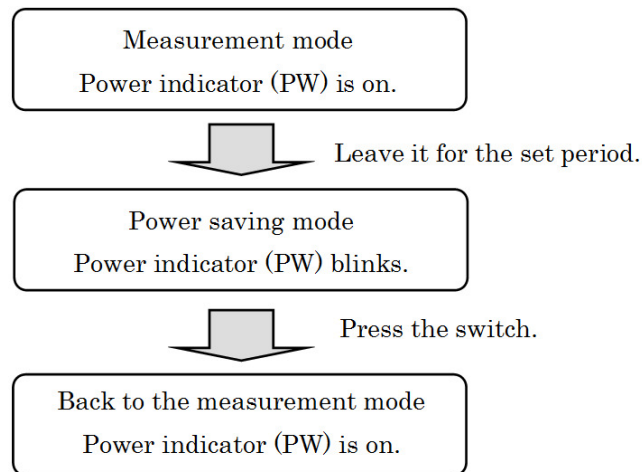 Measurement mode
Power indicator (PW) is on.
Leave it for the set period.
Power saving mode
Power indicator (PW) blinks.
Press the switch.
Back to the measurement mode
Power indicator (PW) is on.